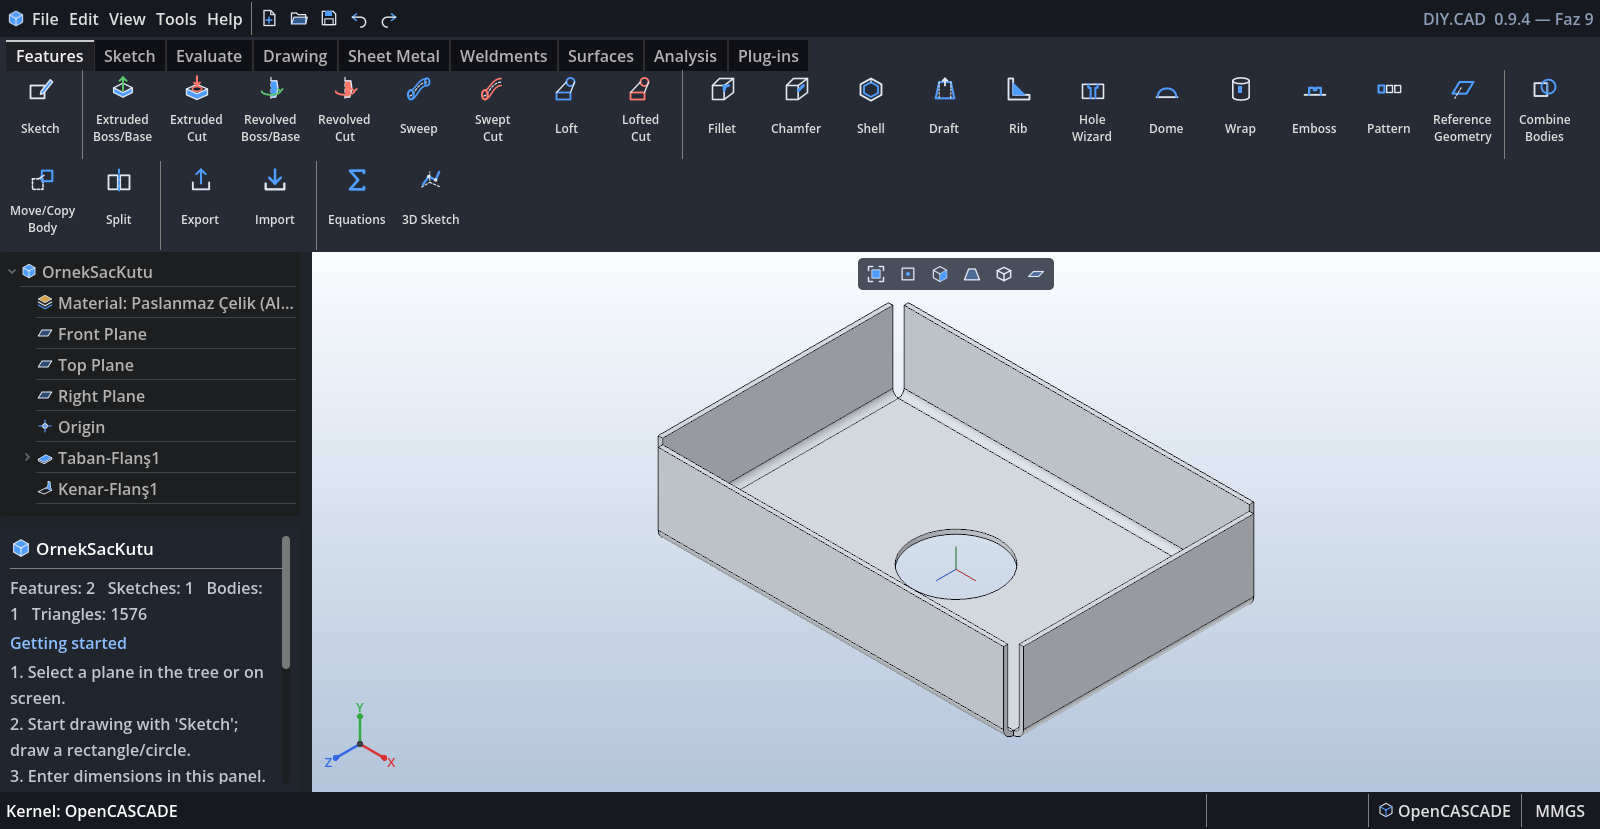 File Edit View Tools Help
DIY.CAD 0.9.4 — Faz 9
Features Sketch Evaluate Drawing Sheet Metal Weldments Surfaces Analysis Plug-ins
Sketch
Extruded Boss/Base
Extruded Cut
Revolved Boss/Base
Revolved Cut
Sweep
Swept Cut
Loft
Lofted Cut
Fillet
Chamfer
Shell
Draft
Rib
Hole Wizard
Dome
Wrap
Emboss
Pattern
Reference Geometry
Combine Bodies
Move/Copy Body
Split
Export
Import
Equations
3D Sketch
OrnekSacKutu
Material: Paslanmaz Çelik (Al...
Front Plane
Top Plane
Right Plane
Origin
Taban-Flanş1
Kenar-Flanş1
OrnekSacKutu
Features: 2 Sketches: 1 Bodies:
1 Triangles: 1576
Getting started
1. Select a plane in the tree or on
screen.
2. Start drawing with 'Sketch';
draw a rectangle/circle.
3. Enter dimensions in this panel.
Y
Z
X
Kernel: OpenCASCADE
OpenCASCADE
MMGS